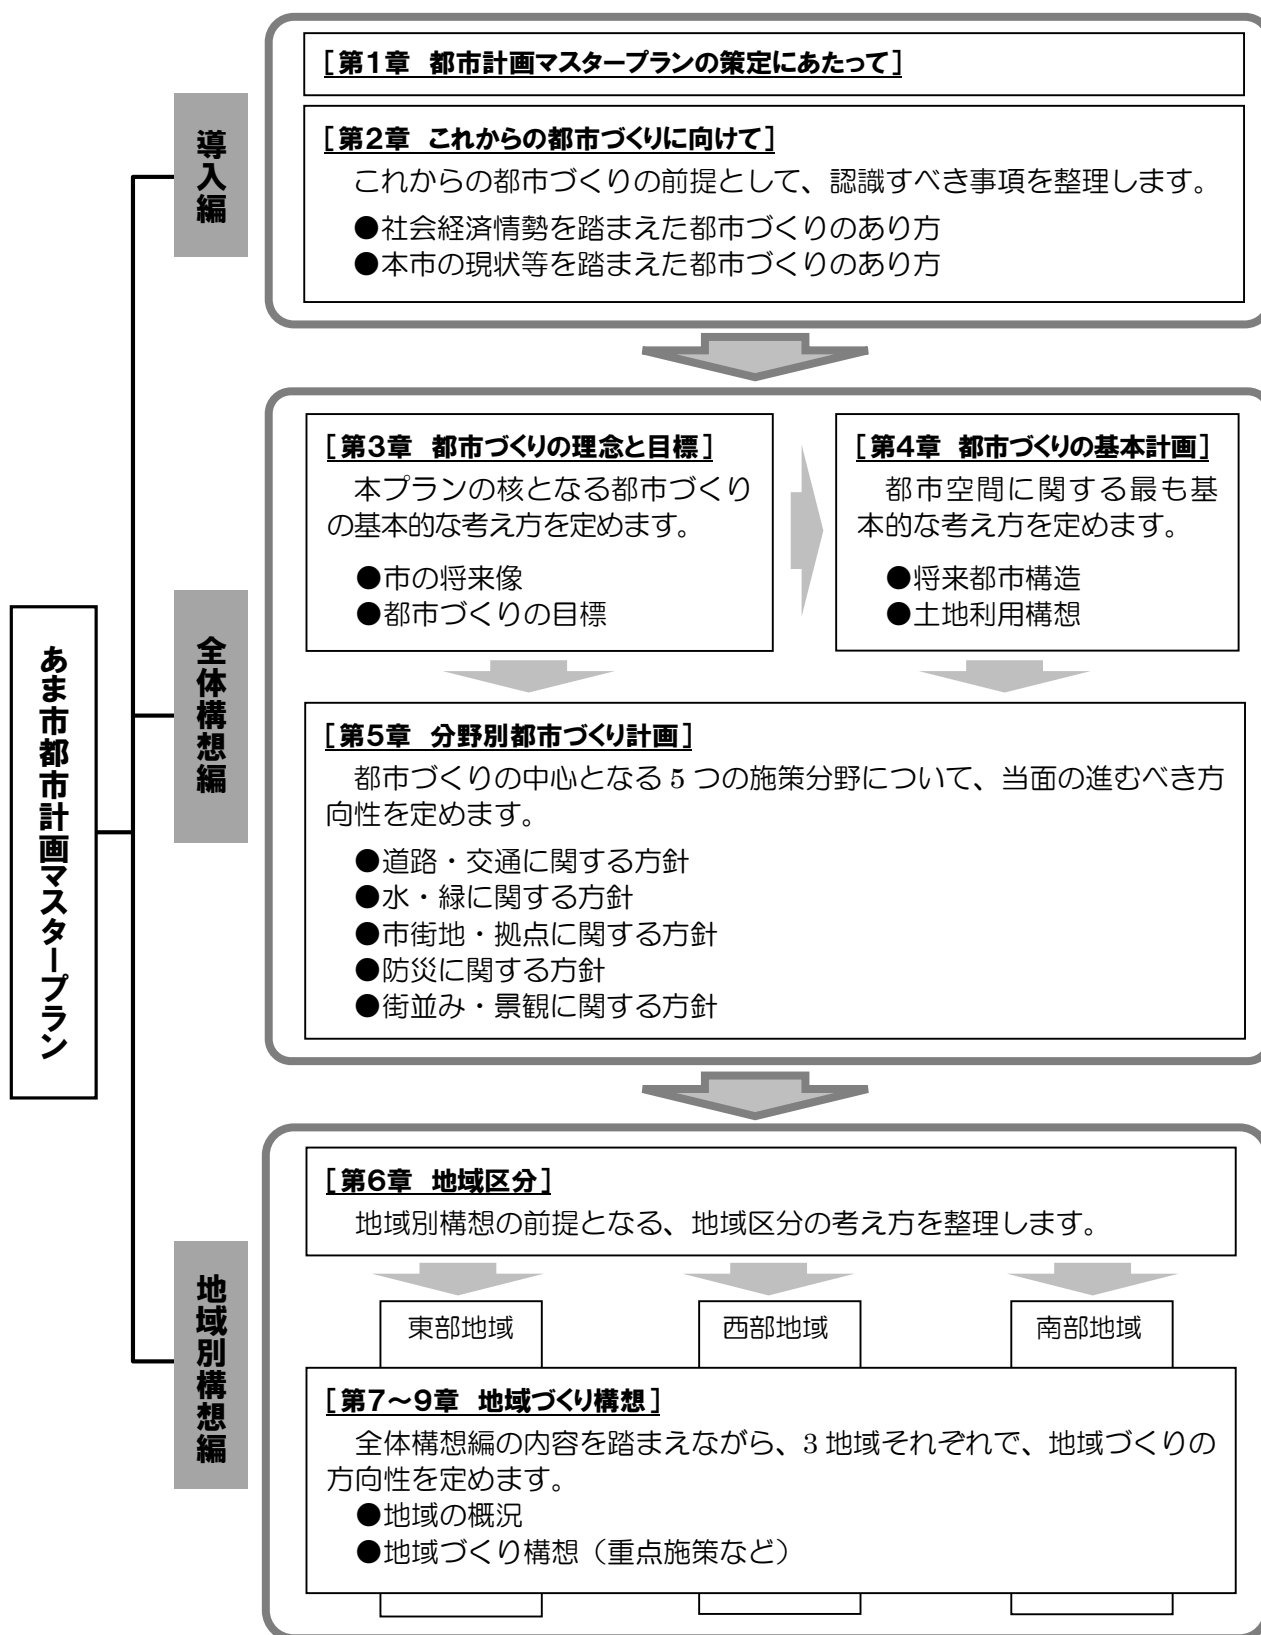 あま市都市計画マスタープラン
導入編
[第1章 都市計画マスタープランの策定にあたって]
[第2章 これからの都市づくりに向けて]
これからの都市づくりの前提として、認識すべき事項を整理します。
●社会経済情勢を踏まえた都市づくりのあり方
●本市の現状等を踏まえた都市づくりのあり方
全体構想編
[第3章 都市づくりの理念と目標]
本プランの核となる都市づくり
の基本的な考え方を定めます。
●市の将来像
●都市づくりの目標
[第4章 都市づくりの基本計画]
都市空間に関する最も基
本的な考え方を定めます。
●将来都市構造
●土地利用構想
[第5章 分野別都市づくり計画]
都市づくりの中心となる 5 つの施策分野について、当面の進むべき方
向性を定めます。
●道路・交通に関する方針
●水・緑に関する方針
●市街地・拠点に関する方針
●防災に関する方針
●街並み・景観に関する方針
地域別構想編
[第6章 地域区分]
地域別構想の前提となる、地域区分の考え方を整理します。
東部地域
西部地域
南部地域
[第7～9章 地域づくり構想]
全体構想編の内容を踏まえながら、3 地域それぞれで、地域づくりの
方向性を定めます。
●地域の概況
●地域づくり構想（重点施策など）